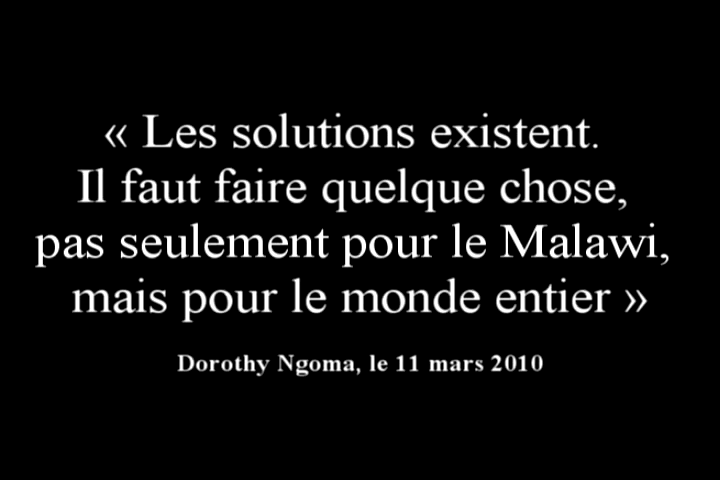 « Les solutions existent.
Il faut faire quelque chose,
pas seulement pour le Malawi,
mais pour le monde entier »
Dorothy Ngoma, le 11 mars 2010